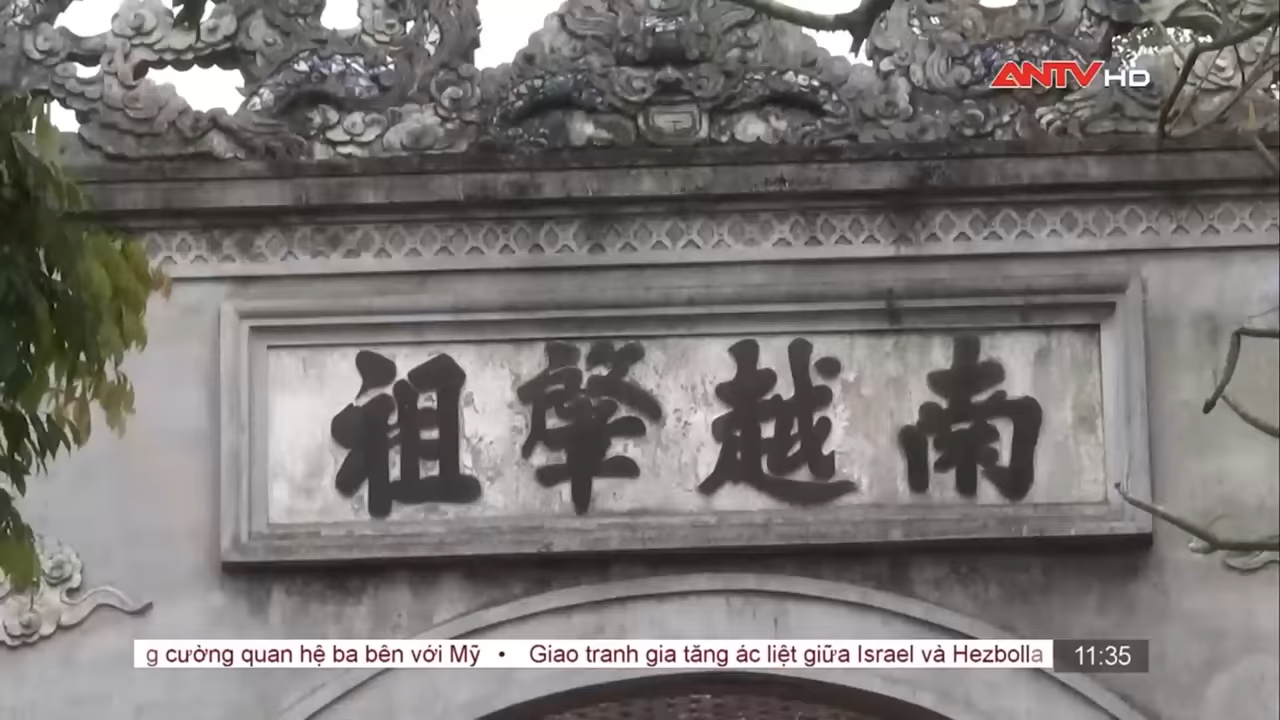 ANTV HD
南越肇祖
g cường quan hệ ba bên với Mỹ • Giao tranh gia tăng ác liệt giữa Israel và Hezbolla
11:35